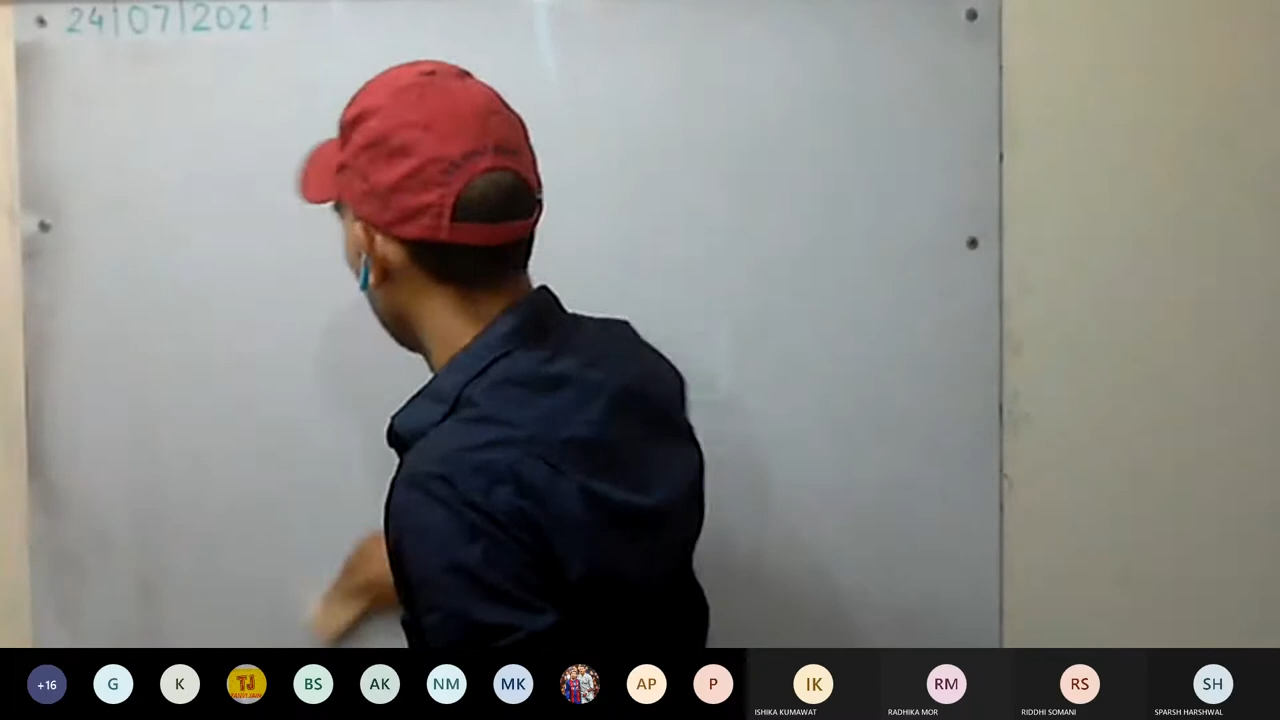 24|07|2021
+16 G K TJ BS AK NM MK AP P IK RM RS SH
ISHIKA KUMAWAT RADHIKA MOR RIDDHI SOMANI SPARSH HARSHWAL